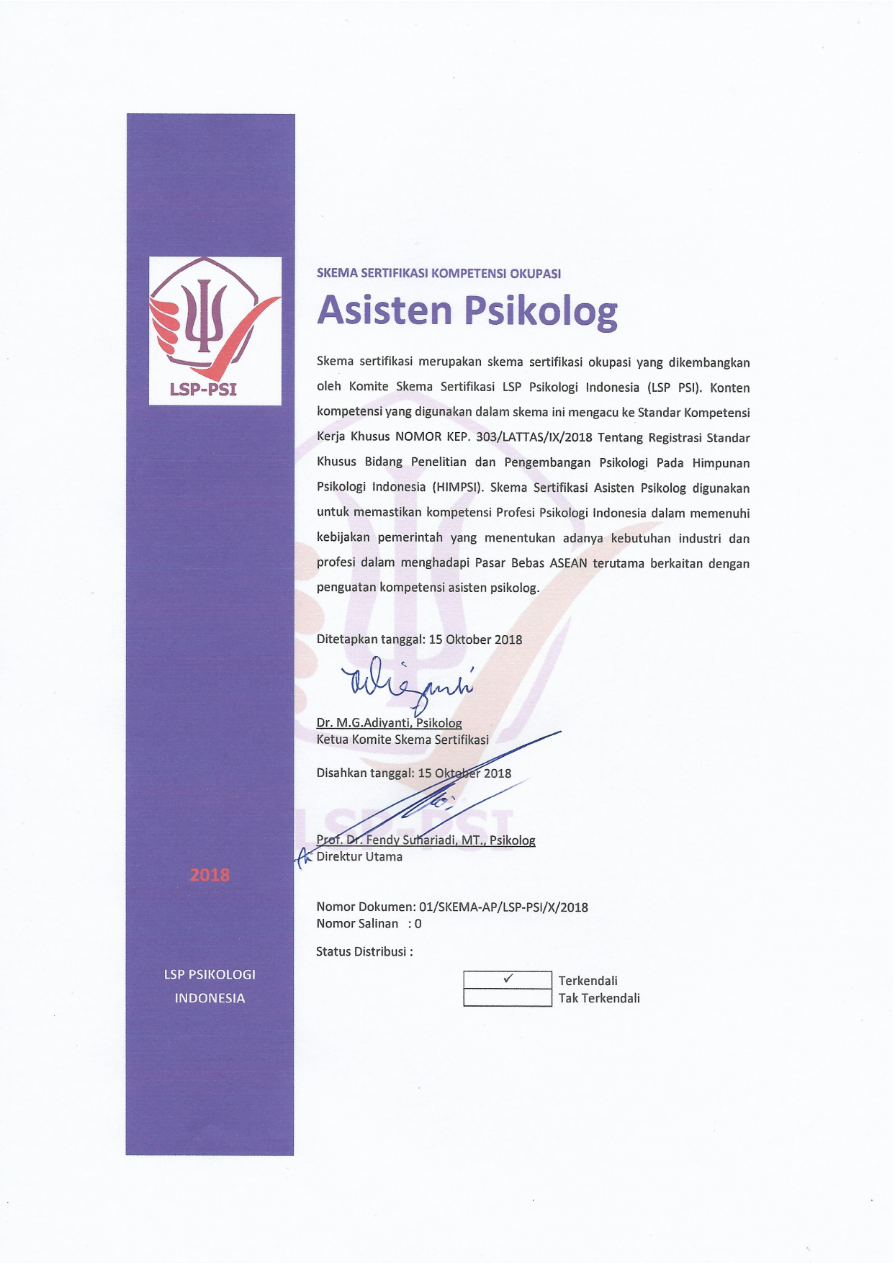 SKEMA SERTIFIKASI KOMPETENSI OKUPASI
Asisten Psikolog
LSP-PSI
Skema sertifikasi merupakan skema sertifikasi okupasi yang dikembangkan
oleh Komite Skema Sertifikasi LSP Psikologi Indonesia (LSP PSI). Konten
kompetensi yang digunakan dalam skema ini mengacu ke Standar Kompetensi
Kerja Khusus NOMOR KEP. 303/LATTAS/IX/2018 Tentang Registrasi Standar
Khusus Bidang Penelitian dan Pengembangan Psikologi Pada Himpunan
Psikologi Indonesia (HIMPSI). Skema Sertifikasi Asisten Psikolog digunakan
untuk memastikan kompetensi Profesi Psikologi Indonesia dalam memenuhi
kebijakan pemerintah yang menentukan adanya kebutuhan industri dan
profesi dalam menghadapi Pasar Bebas ASEAN terutama berkaitan dengan
penguatan kompetensi asisten psikolog.
Ditetapkan tanggal: 15 Oktober 2018
Dr. M.G.Adiyanti, Psikolog
Ketua Komite Skema Sertifikasi
Disahkan tanggal: 15 Oktober 2018
LSP-PSI
Prof. Dr. Fendy Suhariadi, MT., Psikolog
Direktur Utama
2018
Nomor Dokumen: 01/SKEMA-AP/LSP-PSI/X/2018
Nomor Salinan : 0
Status Distribusi :
LSP PSIKOLOGI
INDONESIA
✓ Terkendali
Tak Terkendali